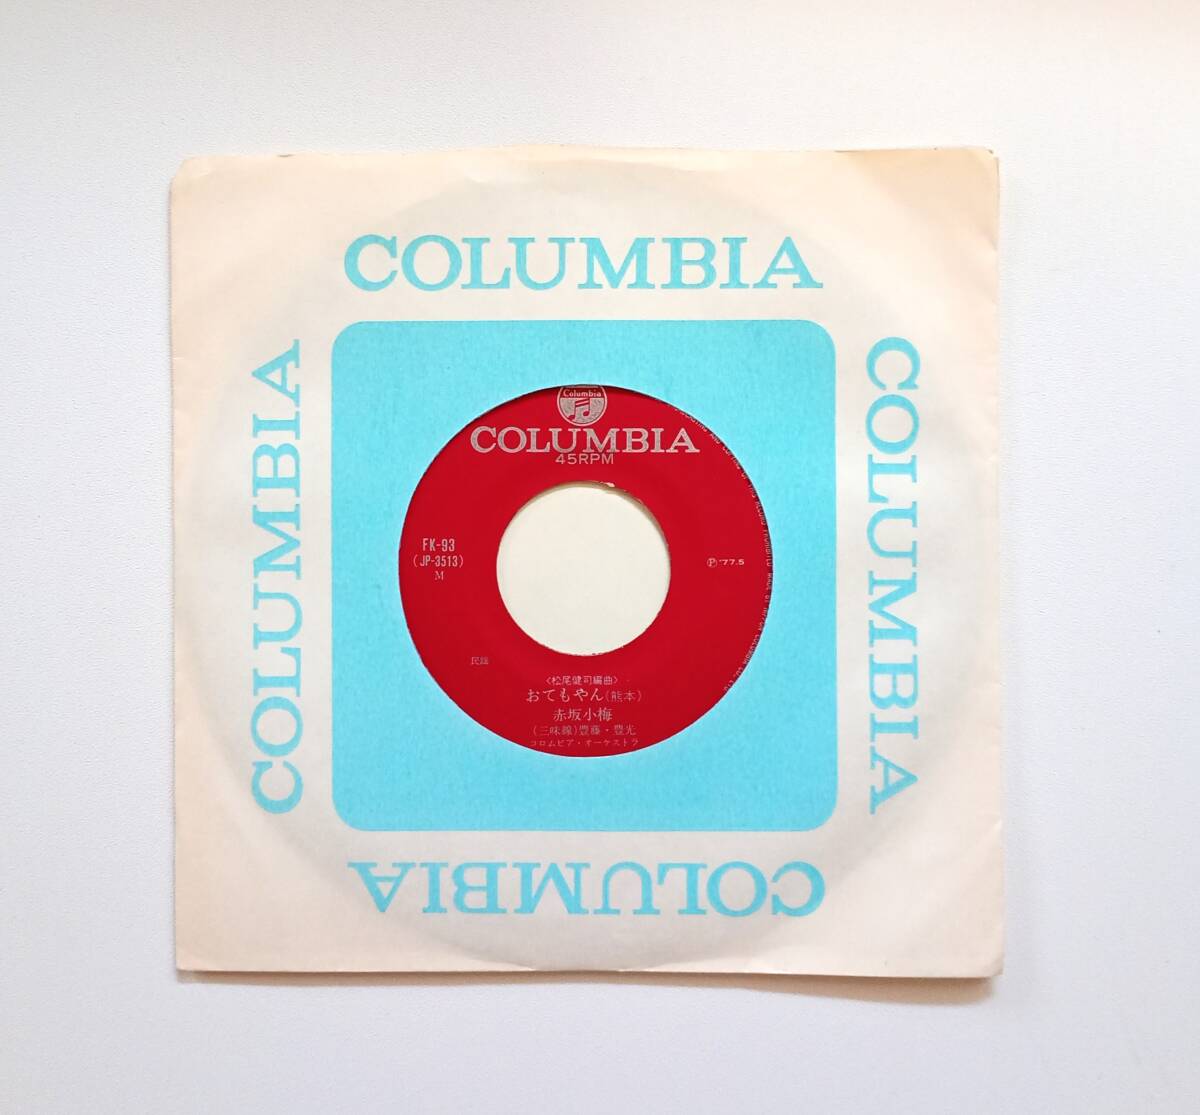 COLUMBIA
COLUMBIA
COLUMBIA
COLUMBIA
Columbia
COLUMBIA
45RPM
FK-93
(JP-3513)
M
Ⓟ'77.5
民謡
〈松尾健司編曲〉
おてもやん(熊本)
赤坂小梅
(三味線)豊藤・豊光
コロムビア・オーケストラ